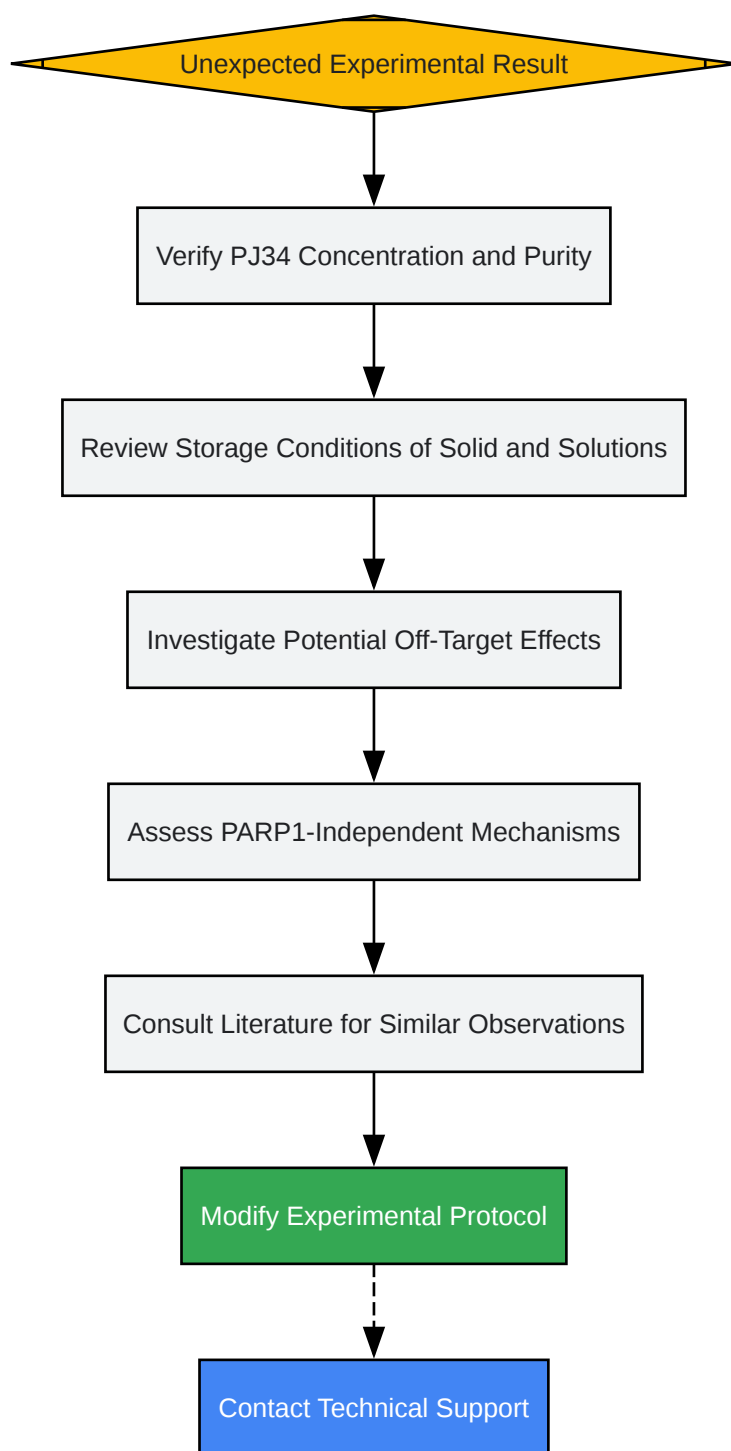 Unexpected Experimental Result
Verify PJ34 Concentration and Purity
Review Storage Conditions of Solid and Solutions
Investigate Potential Off-Target Effects
Assess PARP1-Independent Mechanisms
Consult Literature for Similar Observations
Modify Experimental Protocol
Contact Technical Support